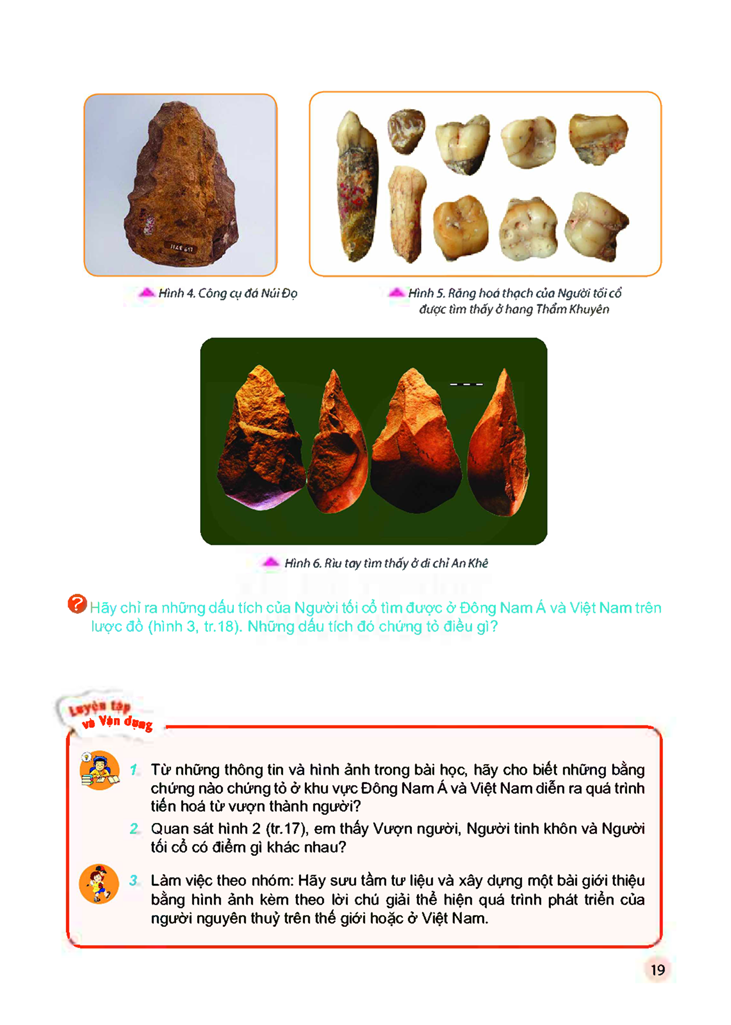 Hình 4. Công cụ đá Núi Đọ
Hình 5. Răng hoá thạch của Người tối cổ
được tìm thấy ở hang Thẩm Khuyên
Hình 6. Rìu tay tìm thấy ở di chỉ An Khê
? Hãy chỉ ra những dấu tích của Người tối cổ tìm được ở Đông Nam Á và Việt Nam trên
lược đồ (hình 3, tr.18). Những dấu tích đó chứng tỏ điều gì?
Luyện tập
và Vận dụng
1. Từ những thông tin và hình ảnh trong bài học, hãy cho biết những bằng
chứng nào chứng tỏ ở khu vực Đông Nam Á và Việt Nam diễn ra quá trình
tiến hoá từ vượn thành người?
2. Quan sát hình 2 (tr.17), em thấy Vượn người, Người tinh khôn và Người
tối cổ có điểm gì khác nhau?
3. Làm việc theo nhóm: Hãy sưu tầm tư liệu và xây dựng một bài giới thiệu
bằng hình ảnh kèm theo lời chú giải thể hiện quá trình phát triển của
người nguyên thuỷ trên thế giới hoặc ở Việt Nam.
19